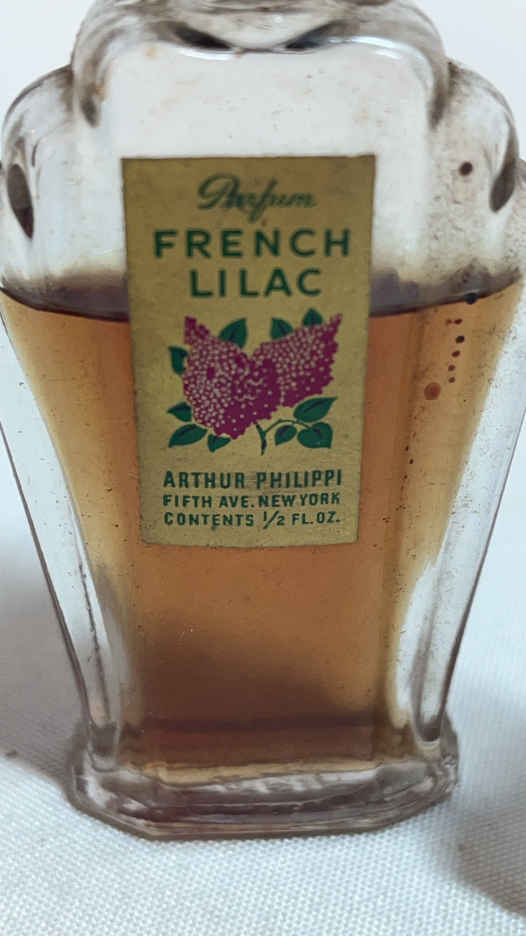 Parfum
FRENCH
LILAC
ARTHUR PHILIPPI
FIFTH AVE. NEW YORK
CONTENTS 1/2 FL. OZ.